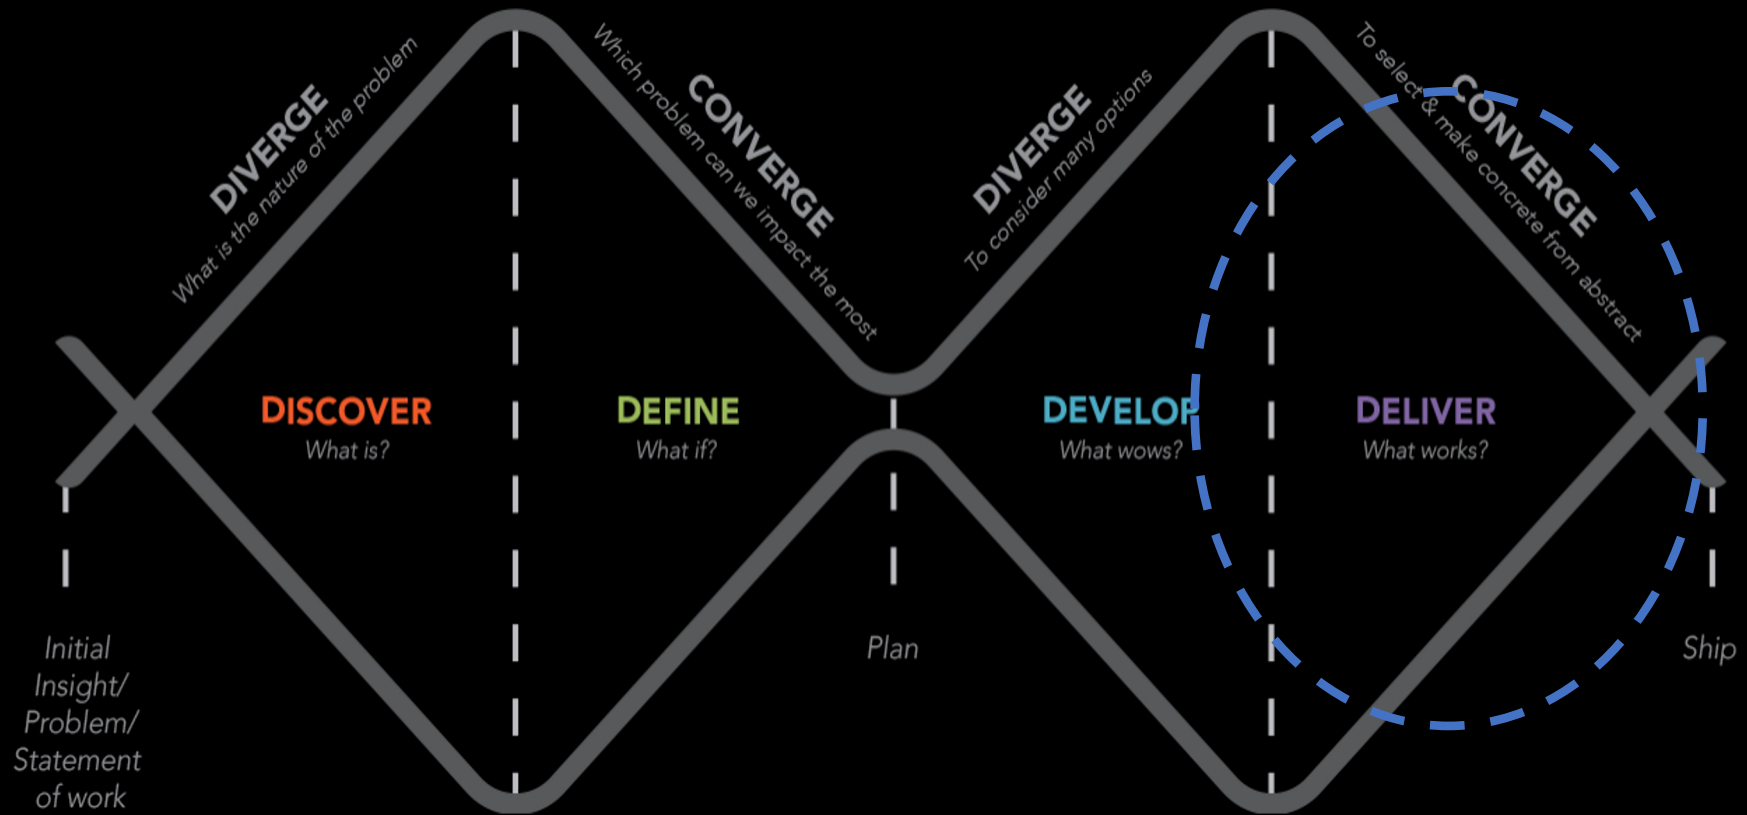 DIVERGE
What is the nature of the problem
CONVERGE
Which problem can we impact the most
DIVERGE
To consider many options
CONVERGE
To select & make concrete from abstract
DISCOVER
What is?
DEFINE
What if?
DEVELOP
What wows?
DELIVER
What works?
Initial
Insight/
Problem/
Statement
of work
Plan
Ship